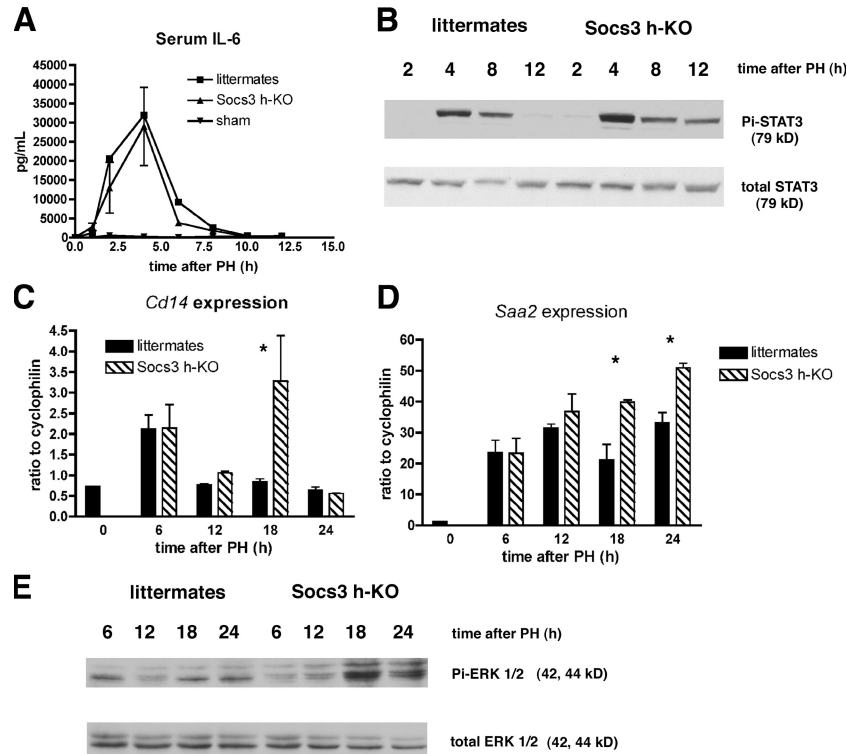 A
Serum IL-6
50000
45000
40000
35000
30000
25000
20000
15000
10000
5000
0
pg/mL
littermates
Socs3 h-KO
sham
0.0 2.5 5.0 7.5 10.0 12.5 15.0
time after PH (h)
B
littermates Socs3 h-KO
2 4 8 12 2 4 8 12 time after PH (h)
Pi-STAT3
(79 kD)
total STAT3
(79 kD)
C
Cd14 expression
4.5
4.0
3.5
3.0
2.5
2.0
1.5
1.0
0.5
0.0
ratio to cyclophilin
littermates
Socs3 h-KO
*
0 6 12 18 24
time after PH (h)
D
Saa2 expression
60
50
40
30
20
10
0
ratio to cyclophilin
* *
littermates
Socs3 h-KO
0 6 12 18 24
time after PH (h)
E
littermates Socs3 h-KO
6 12 18 24 6 12 18 24 time after PH (h)
Pi-ERK 1/2 (42, 44 kD)
total ERK 1/2 (42, 44 kD)